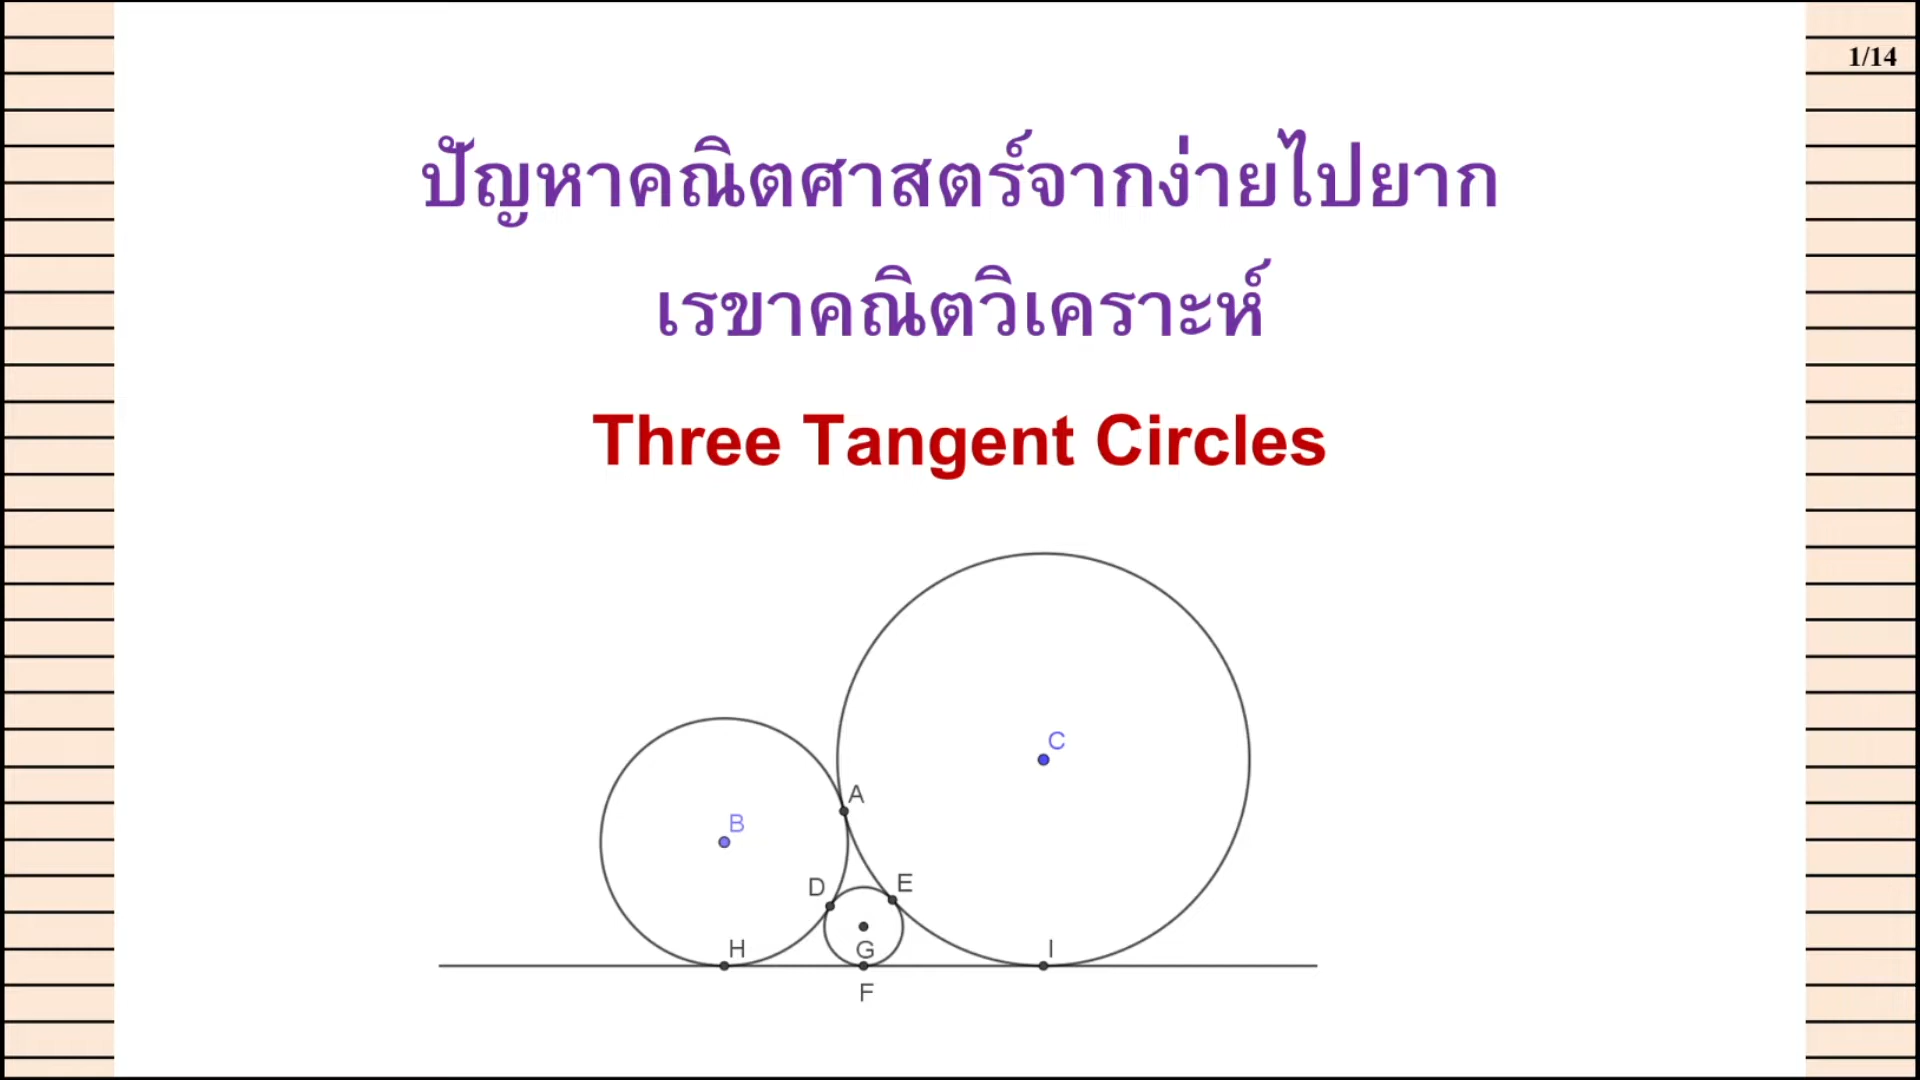 1/14
ปัญหาคณิตศาสตร์จากง่ายไปยาก
เรขาคณิตวิเคราะห์
Three Tangent Circles
C
A
B
D
E
H
G
I
F